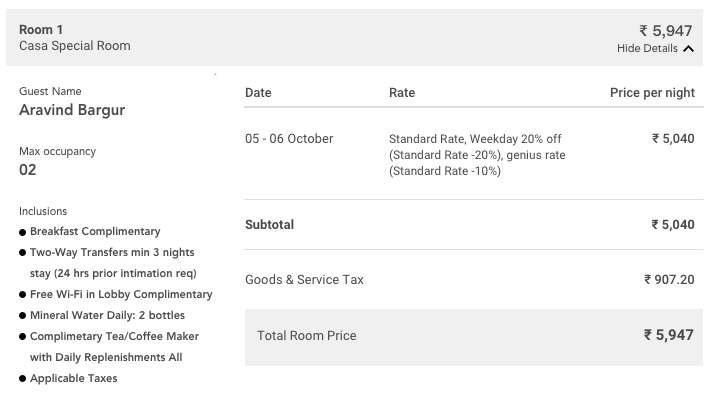 Room 1
₹ 5,947
Casa Special Room
Hide Details
Guest Name
Aravind Bargur
Max occupancy
02
Inclusions
Breakfast Complimentary
Two-Way Transfers min 3 nights
stay (24 hrs prior intimation req)
Free Wi-Fi in Lobby Complimentary
Mineral Water Daily: 2 bottles
Complimetary Tea/Coffee Maker
with Daily Replenishments All
Applicable Taxes
Date Rate Price per night
05 - 06 October Standard Rate, Weekday 20% off ₹ 5,040
(Standard Rate -20%), genius rate
(Standard Rate -10%)
Subtotal ₹ 5,040
Goods & Service Tax ₹ 907.20
Total Room Price ₹ 5,947